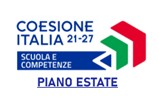 COESIONE
ITALIA 21-27
SCUOLA E
COMPETENZE
PIANO ESTATE